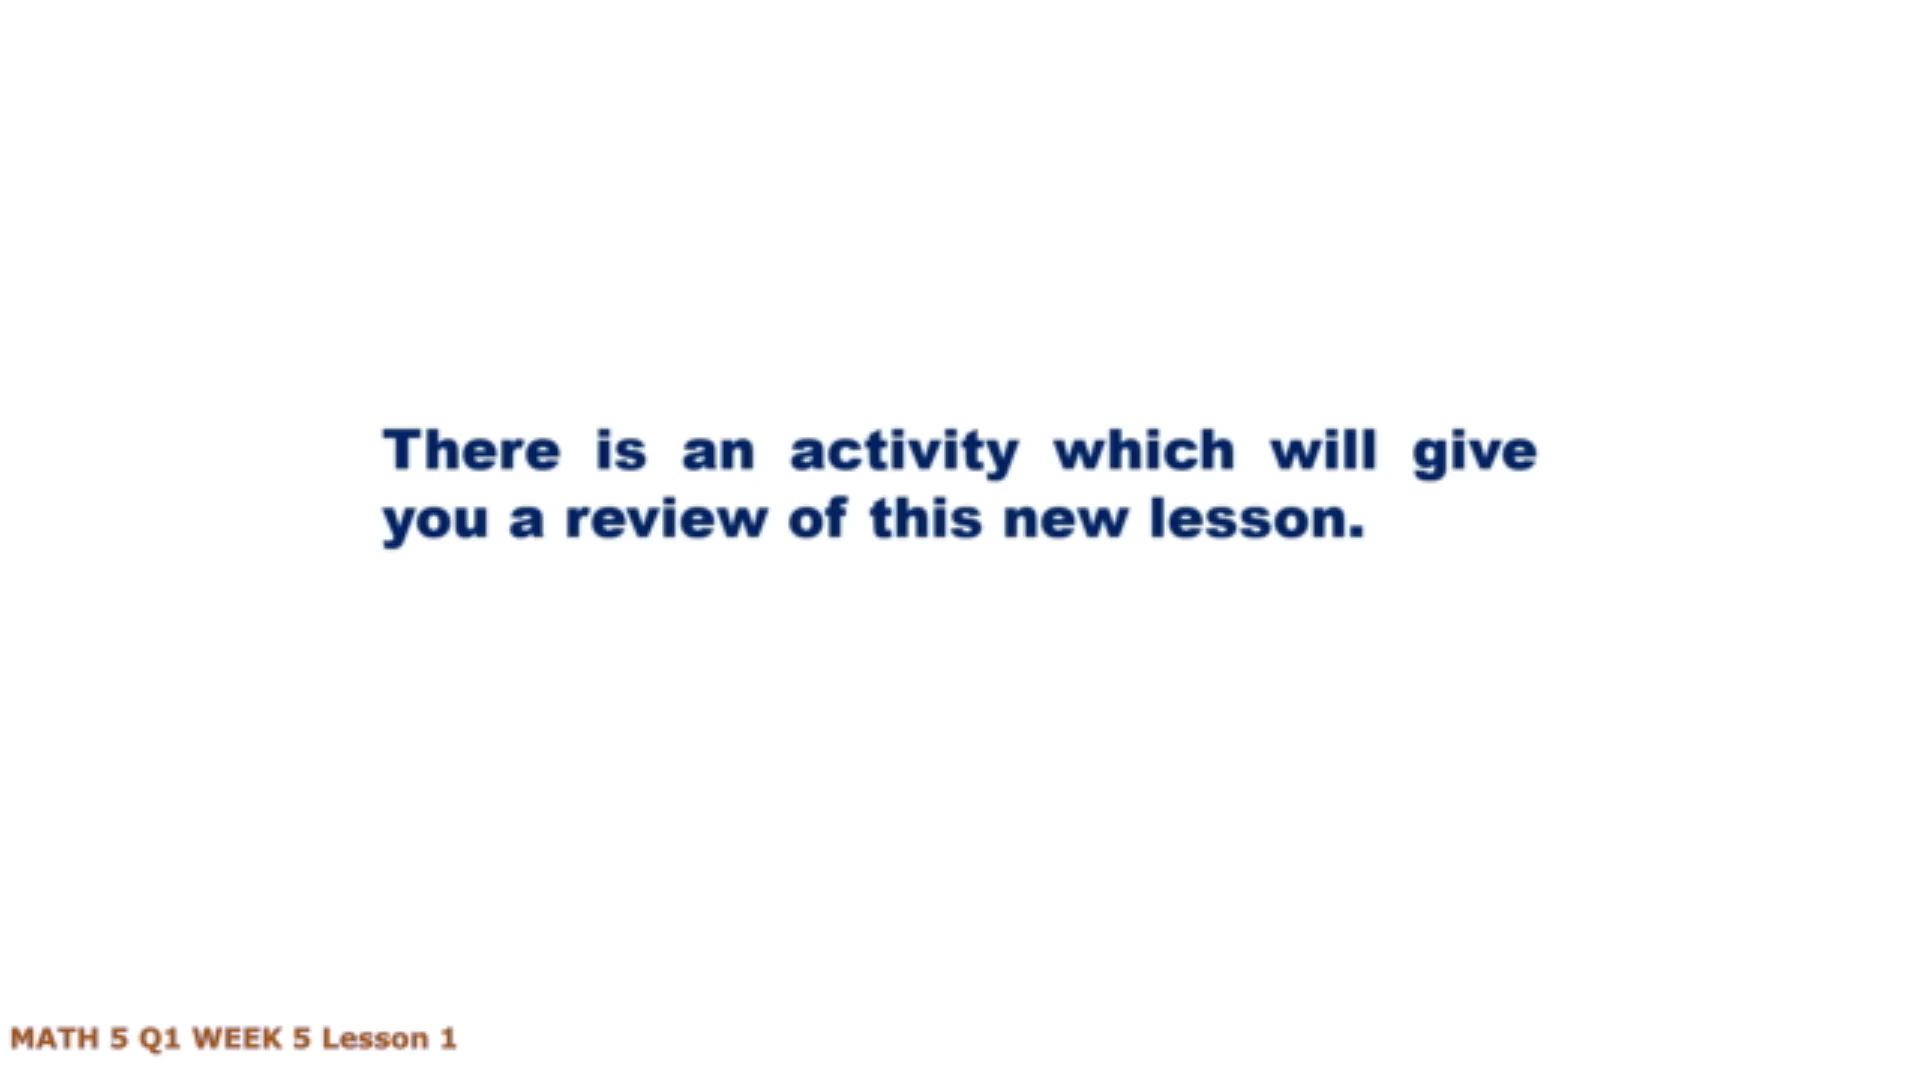 There is an activity which will give
you a review of this new lesson.
MATH 5 Q1 WEEK 5 Lesson 1